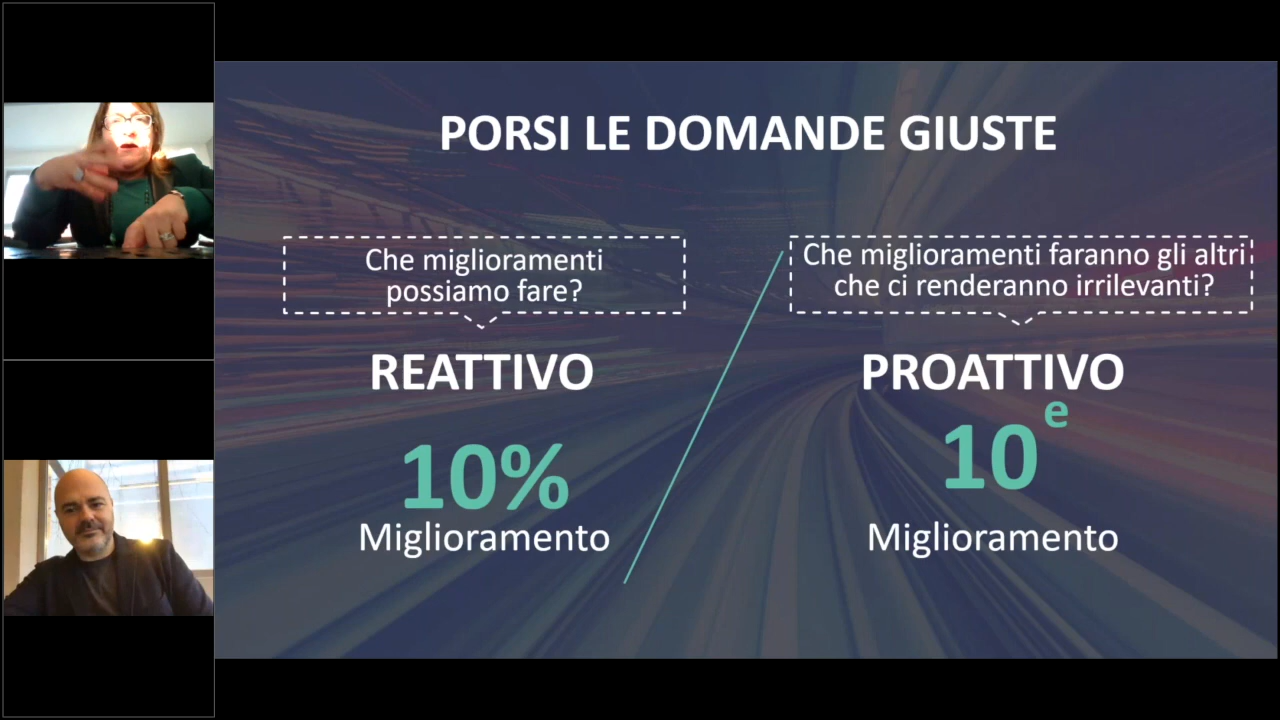 PORSI LE DOMANDE GIUSTE
Che miglioramenti
possiamo fare?
REATTIVO
10%
Miglioramento
Che miglioramenti faranno gli altri
che ci renderanno irrilevanti?
PROATTIVO
10e
Miglioramento